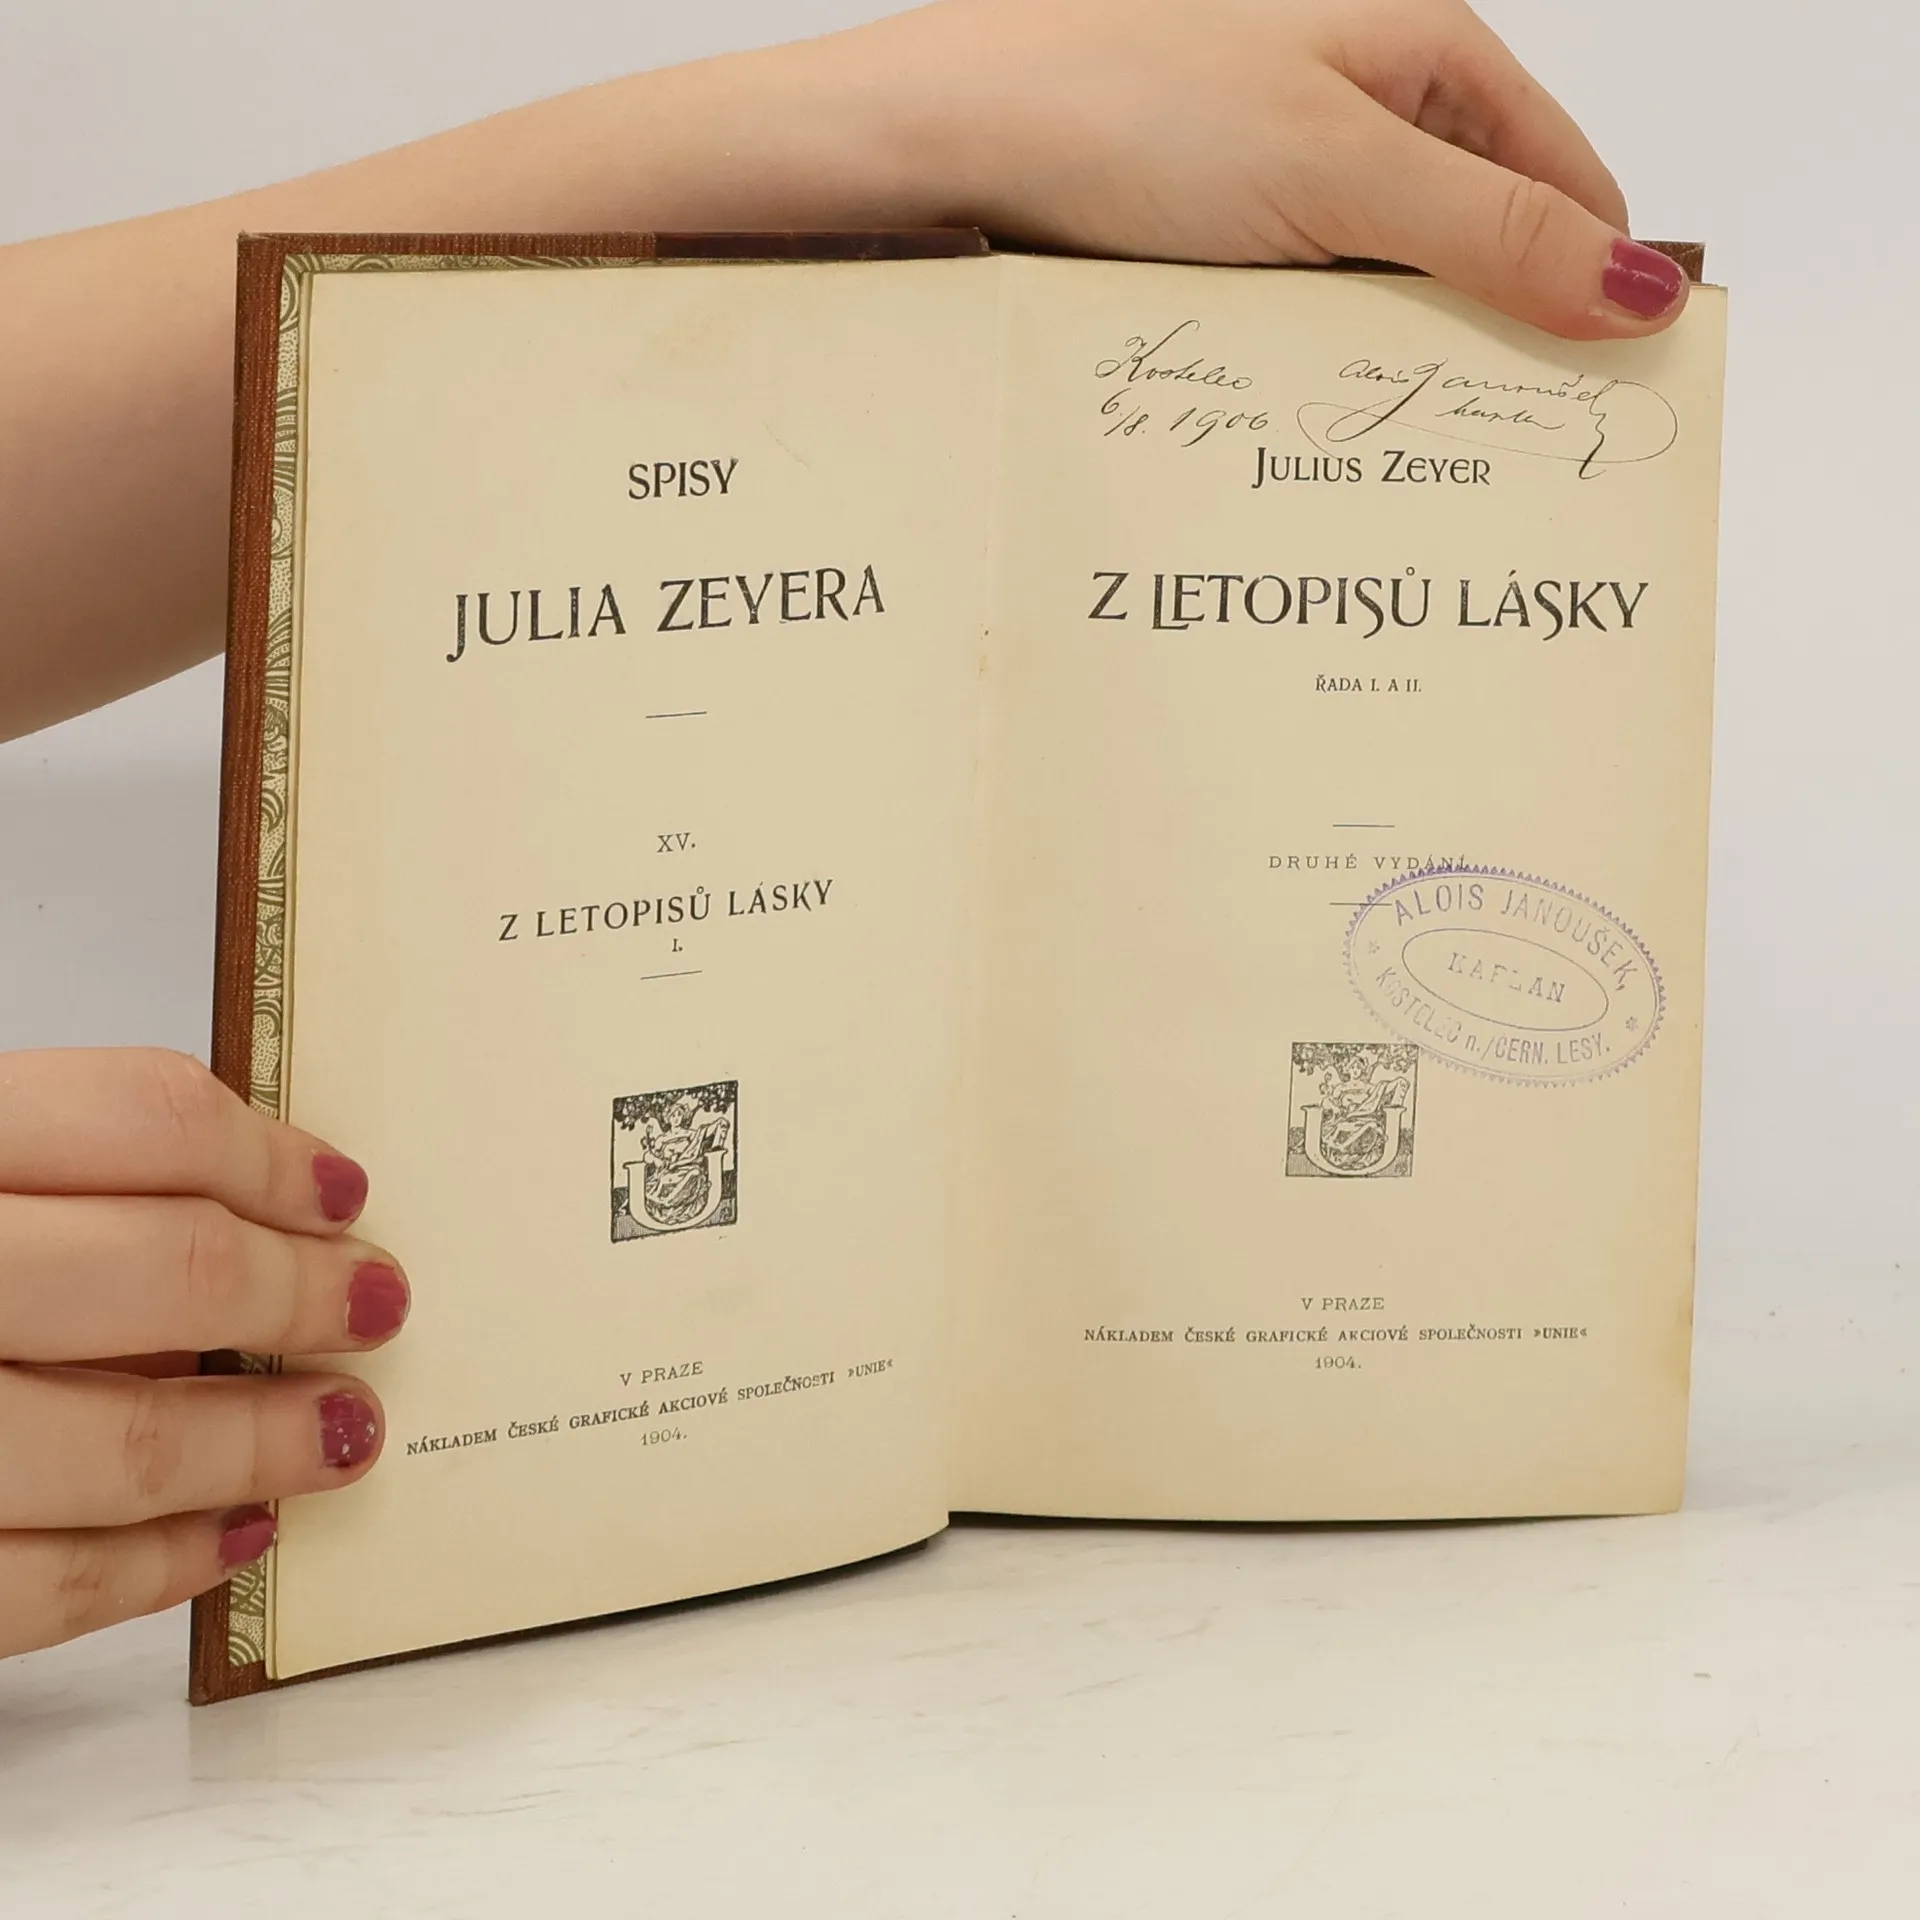 SPISY
JULIA ZEYERA
XV.
Z LETOPISŮ LÁSKY
I.
V PRAZE
NÁKLADEM ČESKÉ GRAFICKÉ AKCIOVÉ SPOLEČNOSTI »UNIE«
1904.
Kostelec Alois Janoušek
6/8. 1906
JULIUS ZEYER
Z LETOPISŮ LÁSKY
ŘADA I. A II.
DRUHÉ VYDÁNÍ
ALOIS JANOUŠEK,
KAPLAN
KOSTELEC n./ČERN. LESY.
V PRAZE
NÁKLADEM ČESKÉ GRAFICKÉ AKCIOVÉ SPOLEČNOSTI »UNIE«
1904.